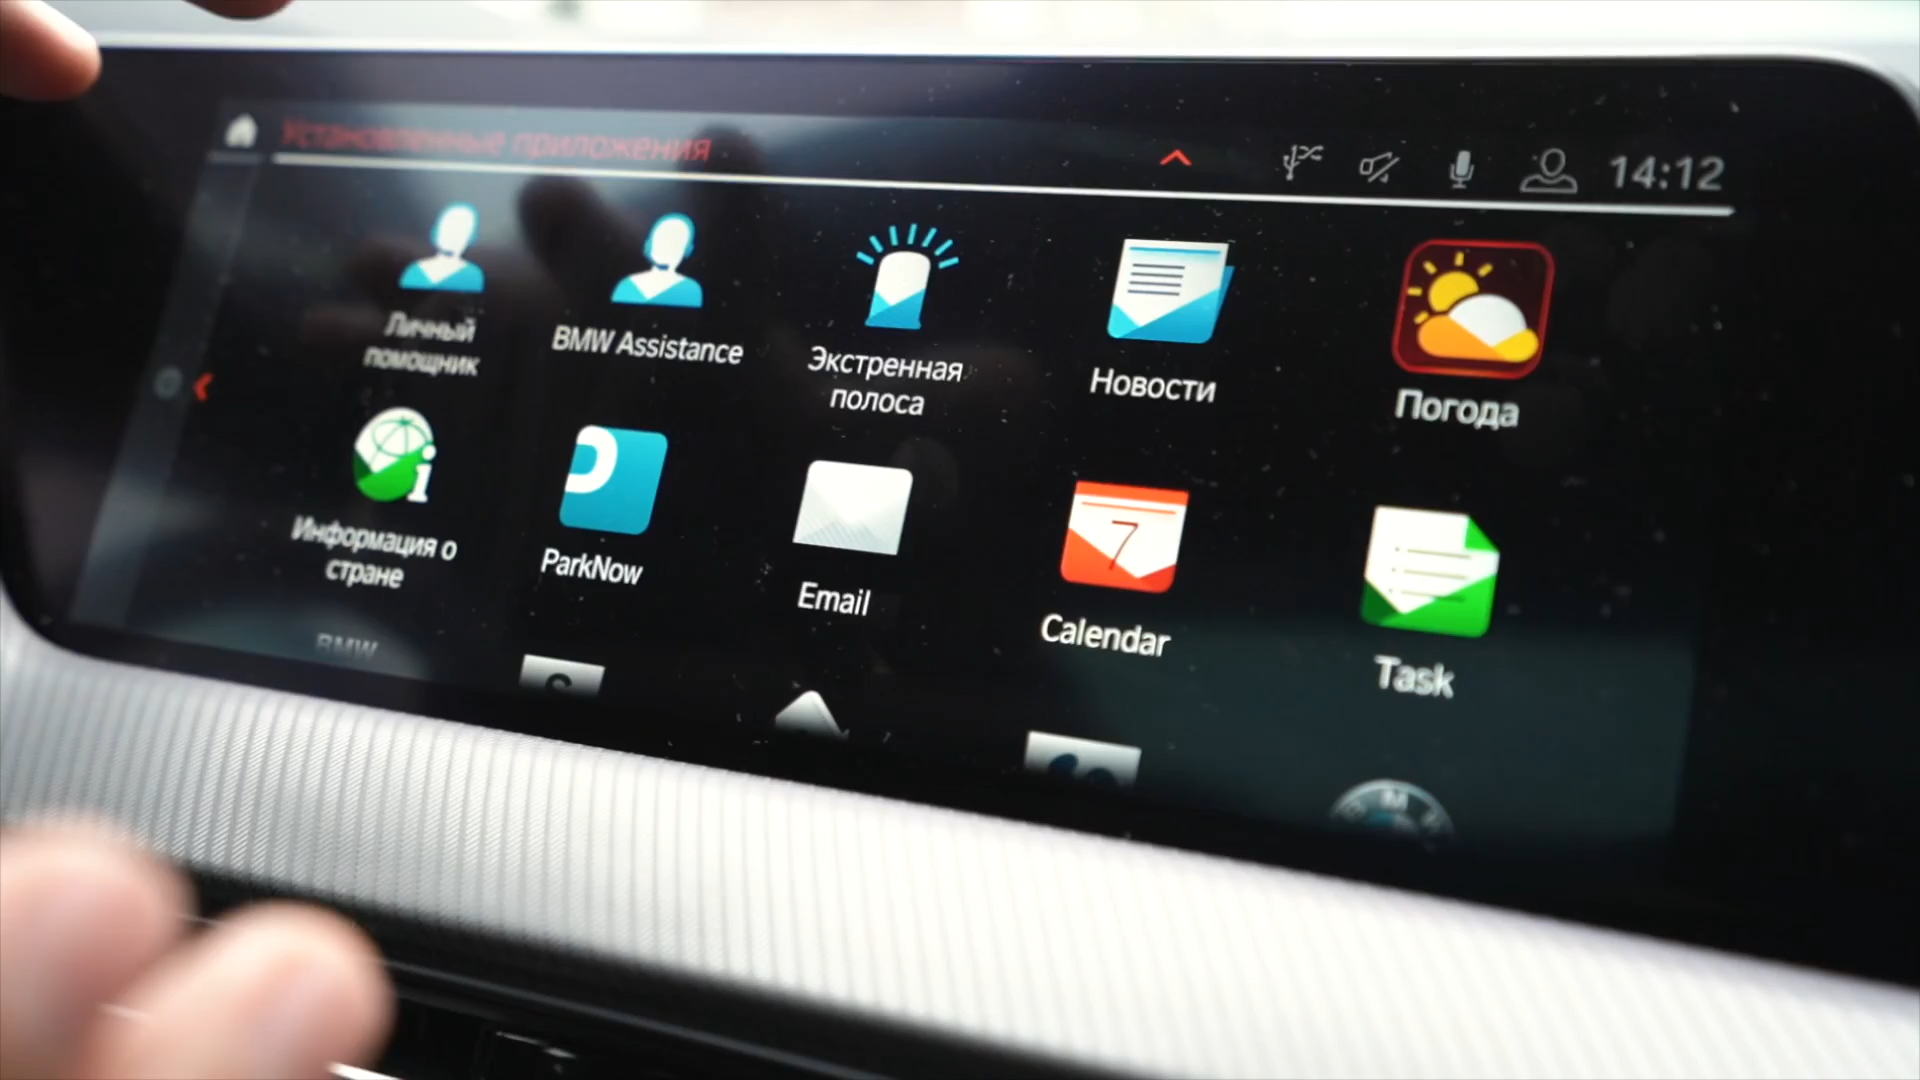 Установленные приложения
14:12
Личный
помощник
BMW Assistance
Экстренная
полоса
Новости
Погода
Информация о
стране
ParkNow
Email
7
Calendar
Task
BMW